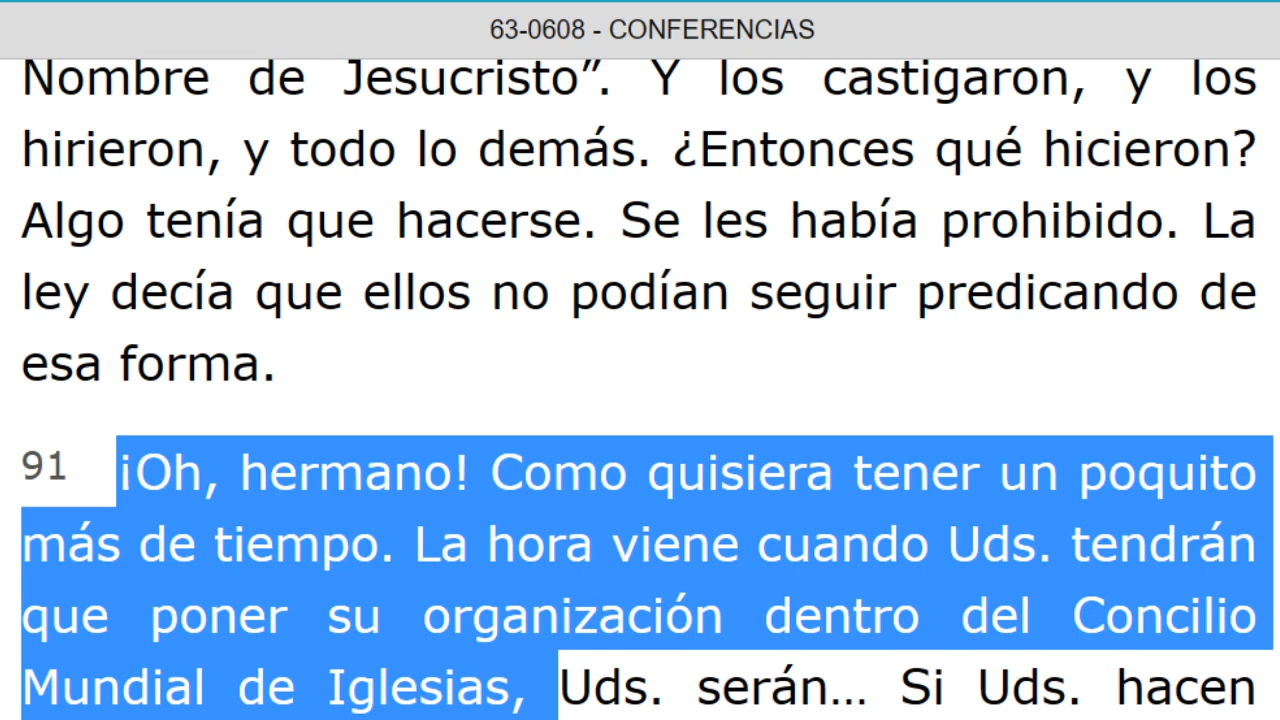 63-0608 - CONFERENCIAS
Nombre de Jesucristo”. Y los castigaron, y los
hirieron, y todo lo demás. ¿Entonces qué hicieron?
Algo tenía que hacerse. Se les había prohibido. La
ley decía que ellos no podían seguir predicando de
esa forma.
91 ¡Oh, hermano! Como quisiera tener un poquito
más de tiempo. La hora viene cuando Uds. tendrán
que poner su organización dentro del Concilio
Mundial de Iglesias, Uds. serán... Si Uds. hacen